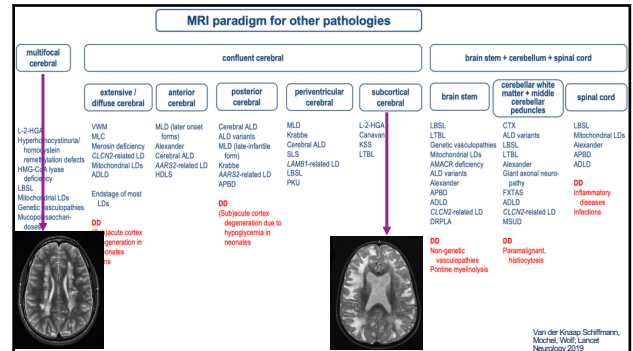 MRI paradigm for other pathologies
multifocal
cerebral
confluent cerebral
brain stem + cerebellum + spinal cord
extensive /
diffuse cerebral
anterior
cerebral
posterior
cerebral
periventricular
cerebral
subcortical
cerebral
brain stem
cerebellar white
matter + middle
cerebellar
peduncles
spinal cord
L-2-HGA
Hyperhomocystinuria/
homocystein
remethylation defects
HMG-CoA lyase
deficiency
LBSL
Mitochondrial LDs
Genetic vasculopathies
Mucopolysacchari-
doses
VWM
MLC
Merosin deficiency
CLCN2-related LD
Mitochondrial LDs
ADLD
Endstage of most
LDs
DD
(Sub)acute cortex
degeneration in
neonates
MLD (later onset
forms)
Alexander
Cerebral ALD
AARS2-related LD
HDLS
Cerebral ALD
ALD variants
MLD (late-infantile
form)
Krabbe
AARS2-related LD
APBD
DD
(Sub)acute cortex
degeneration due to
hypoglycemia in
neonates
MLD
Krabbe
Cerebral ALD
SLS
LAMB1-related LD
LBSL
PKU
L-2-HGA
Canavan
KSS
LTBL
LBSL
LTBL
Genetic vasculopathies
Mitochondrial LDs
AMACR deficiency
ALD variants
Alexander
APBD
ADLD
CLCN2-related LD
DRPLA
DD
Non-genetic
vasculopathies
Pontine myelinolysis
CTX
ALD variants
LBSL
LTBL
Alexander
Giant axonal neuro-
pathy
FXTAS
ADLD
CLCN2-related LD
MSUD
DD
Paramalignant,
histiocytosis
LBSL
Mitochondrial LDs
Alexander
APBD
ADLD
DD
Inflammatory
diseases
Infections
Van der Knaap Schiffmann,
Mochel, Wolf; Lancet
Neurology 2019